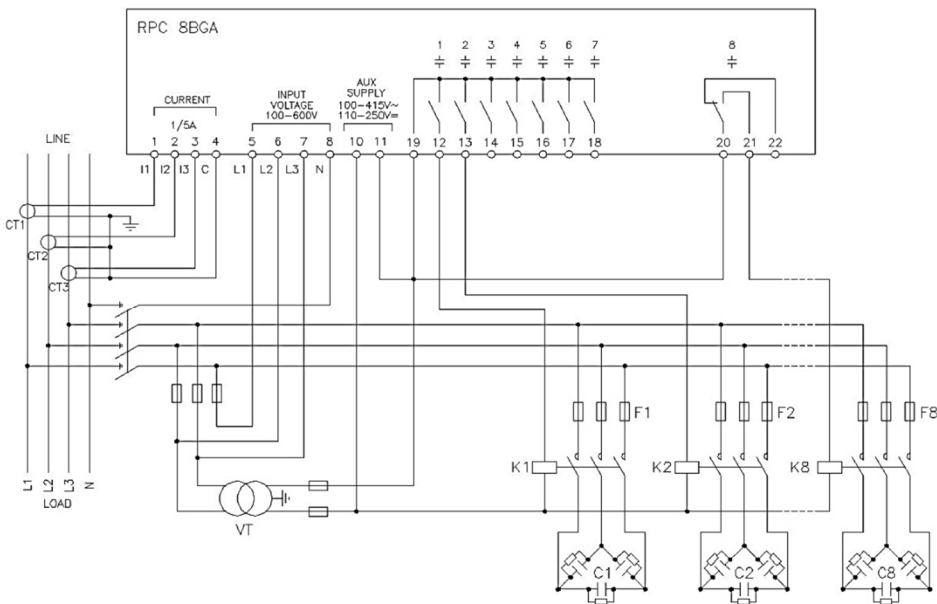 RPC 8BGA
1 2 3 4 5 6 7 8
CURRENT
1/5A
INPUT
VOLTAGE
100-600V
AUX
SUPPLY
100-415V~
110-250V=
LINE
1 2 3 4 5 6 7 8 10 11 19 12 13 14 15 16 17 18 20 21 22
I1 I2 I3 C L1 L2 L3 N
CT1
CT2
CT3
F1 F2 F8
K1 K2 K8
L1 L2 L3 N
LOAD
VT
C1 C2 C8